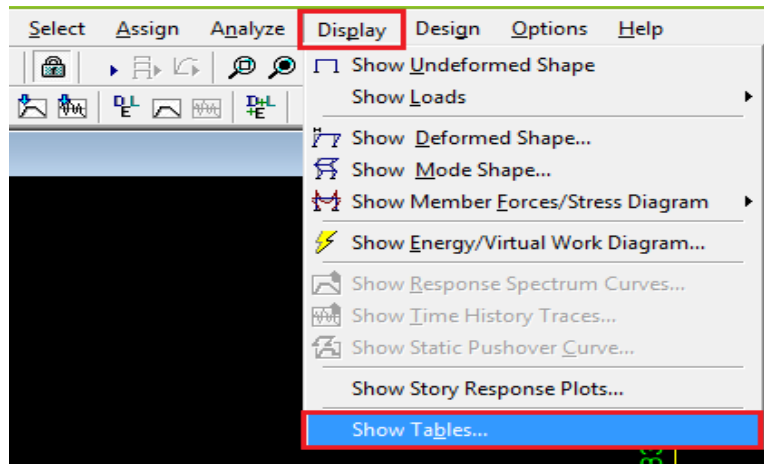 Select Assign Analyze Display Design Options Help
Show Undeformed Shape
Show Loads
Show Deformed Shape...
Show Mode Shape...
Show Member Forces/Stress Diagram
Show Energy/Virtual Work Diagram...
Show Response Spectrum Curves...
Show Time History Traces...
Show Static Pushover Curve...
Show Story Response Plots...
Show Tables...